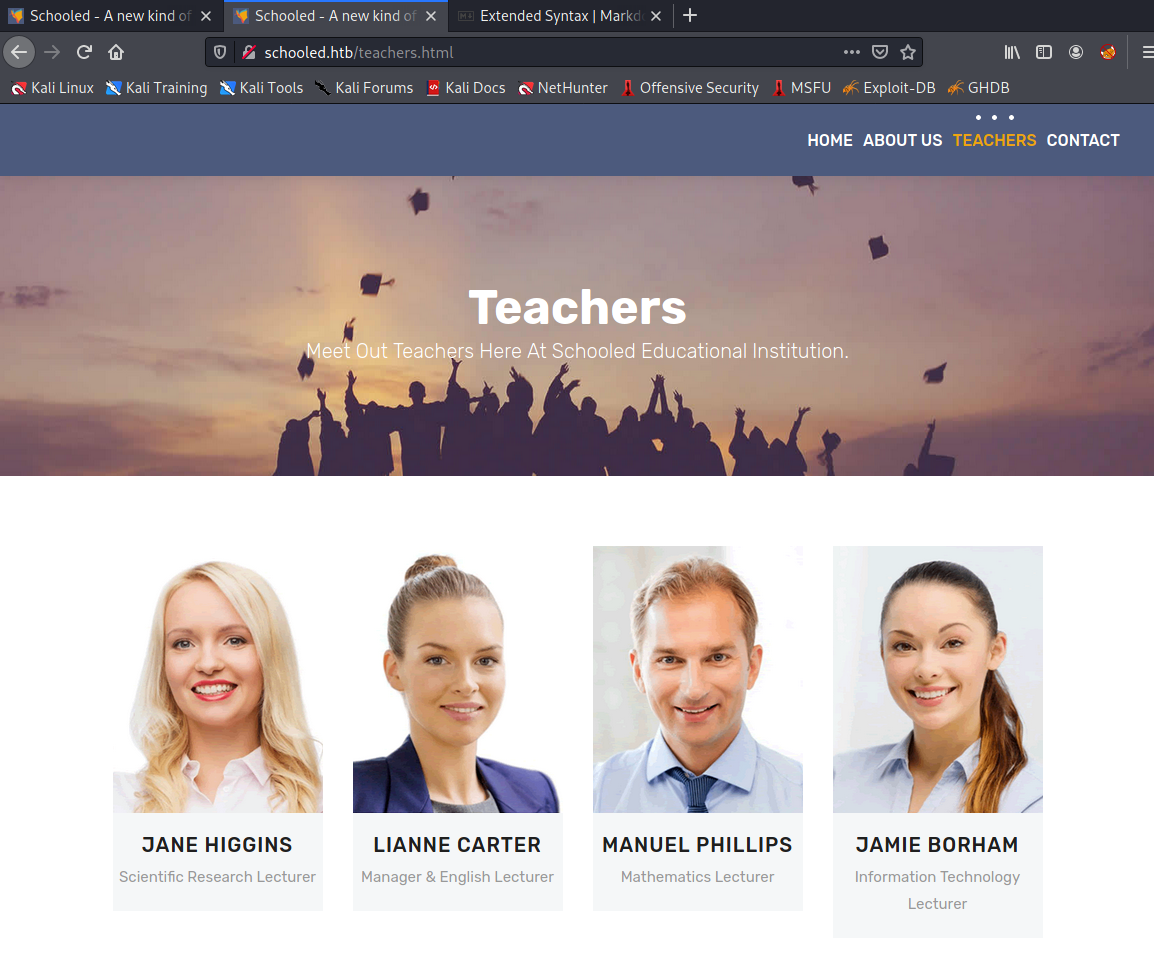 Schooled - A new kind of
Schooled - A new kind of
Extended Syntax | Markd
schooled.htb/teachers.html
Kali Linux Kali Training Kali Tools Kali Forums Kali Docs NetHunter Offensive Security MSFU Exploit-DB GHDB
HOME ABOUT US TEACHERS CONTACT
Teachers
Meet Out Teachers Here At Schooled Educational Institution.
JANE HIGGINS
Scientific Research Lecturer
LIANNE CARTER
Manager & English Lecturer
MANUEL PHILLIPS
Mathematics Lecturer
JAMIE BORHAM
Information Technology
Lecturer